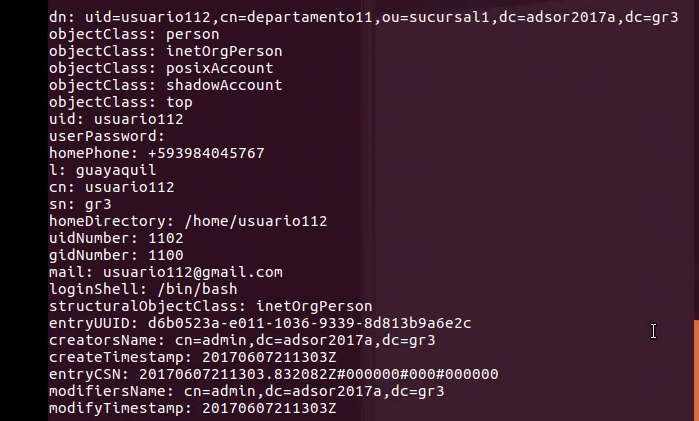 dn: uid=usuario112,cn=departamento11,ou=sucursal1,dc=adsor2017a,dc=gr3
objectClass: person
objectClass: inetOrgPerson
objectClass: posixAccount
objectClass: shadowAccount
objectClass: top
uid: usuario112
userPassword:
homePhone: +593984045767
l: guayaquil
cn: usuario112
sn: gr3
homeDirectory: /home/usuario112
uidNumber: 1102
gidNumber: 1100
mail: usuario112@gmail.com
loginShell: /bin/bash
structuralObjectClass: inetOrgPerson
entryUUID: d6b0523a-e011-1036-9339-8d813b9a6e2c
creatorsName: cn=admin,dc=adsor2017a,dc=gr3
createTimestamp: 20170607211303Z
entryCSN: 20170607211303.832082Z#000000#000#000000
modifiersName: cn=admin,dc=adsor2017a,dc=gr3
modifyTimestamp: 20170607211303Z